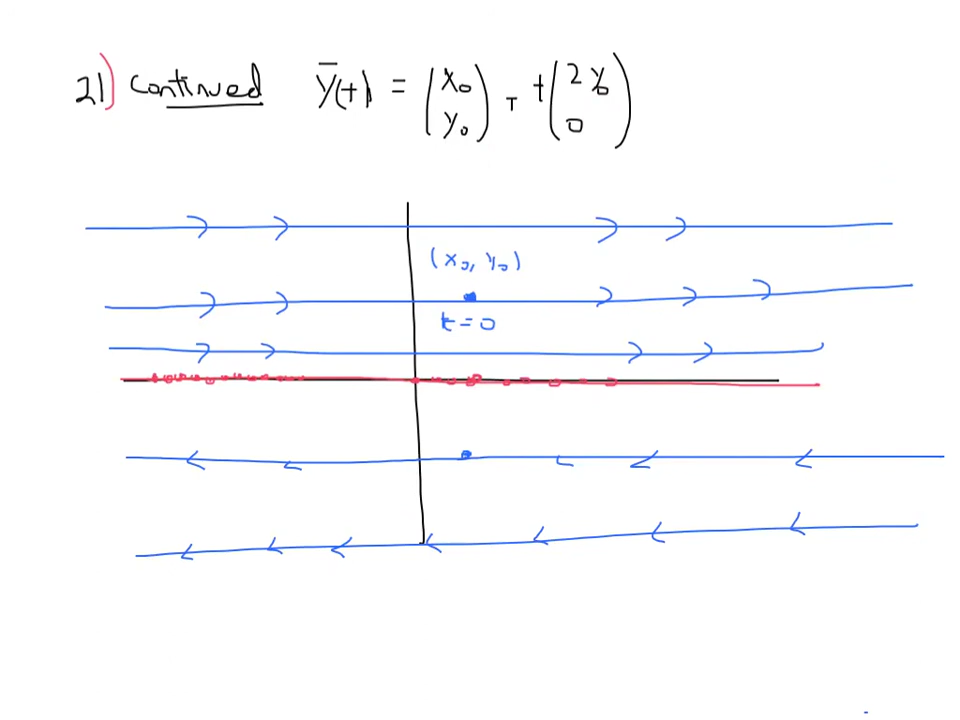 21) continued Ȳ(t) = (x₀ y₀) + t(2y₀ 0)
(x₀, y₀)
t=0